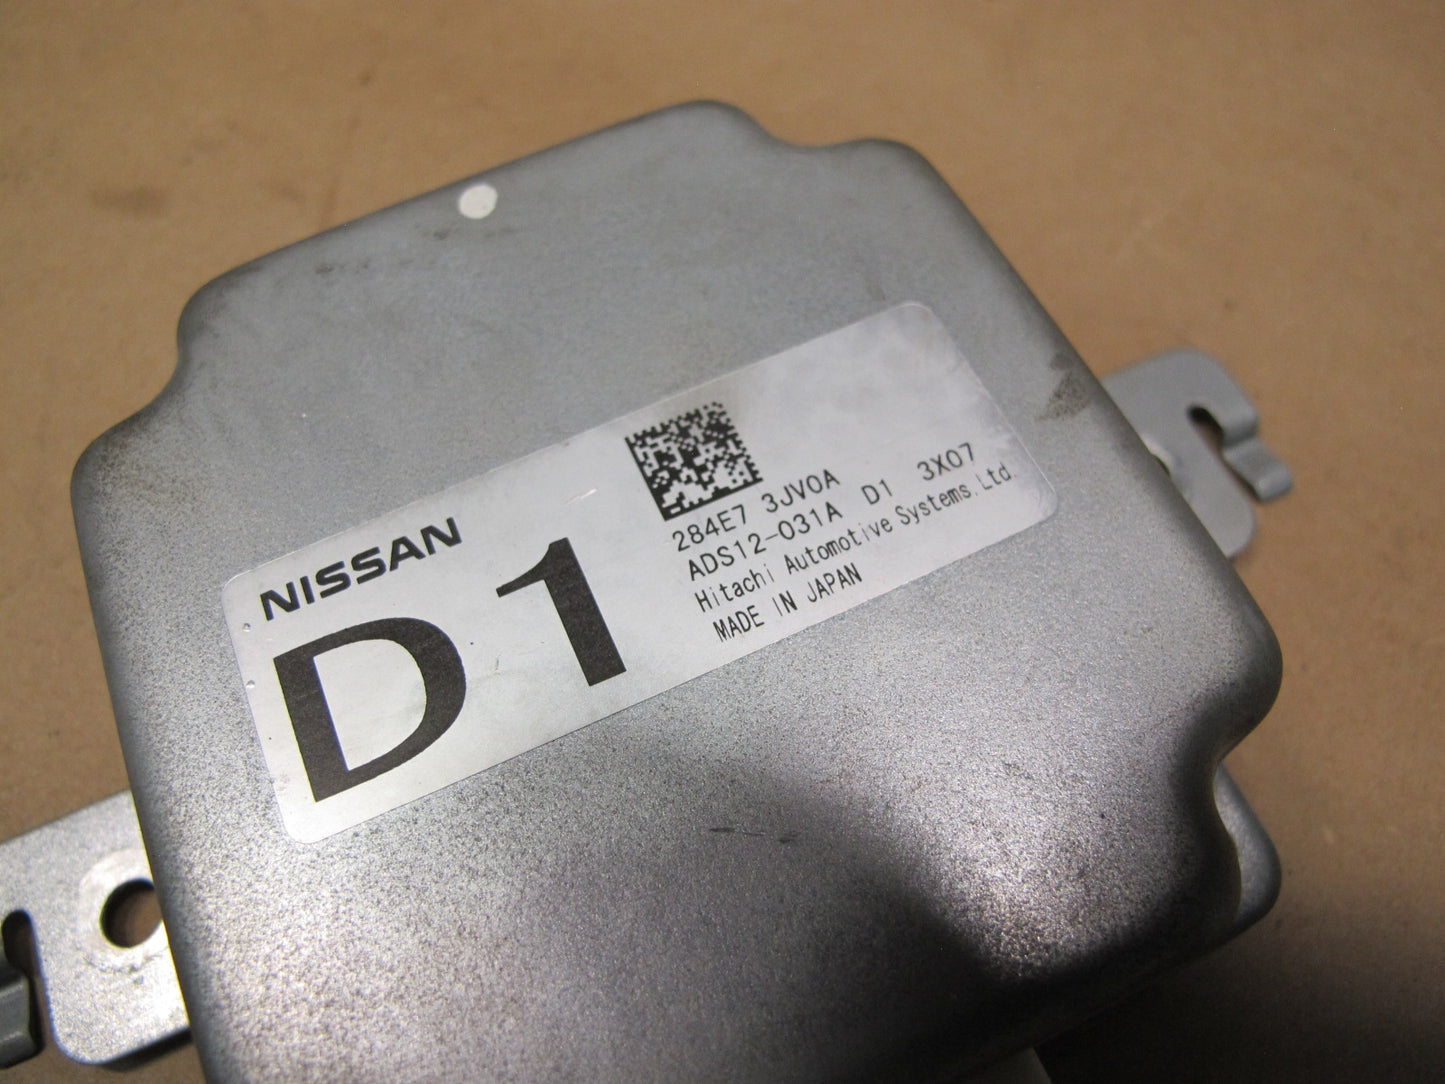 NISSAN
D1
284E7 3JV0A
ADS12-031A D1 3X07
Hitachi Automotive Systems,Ltd.
MADE IN JAPAN